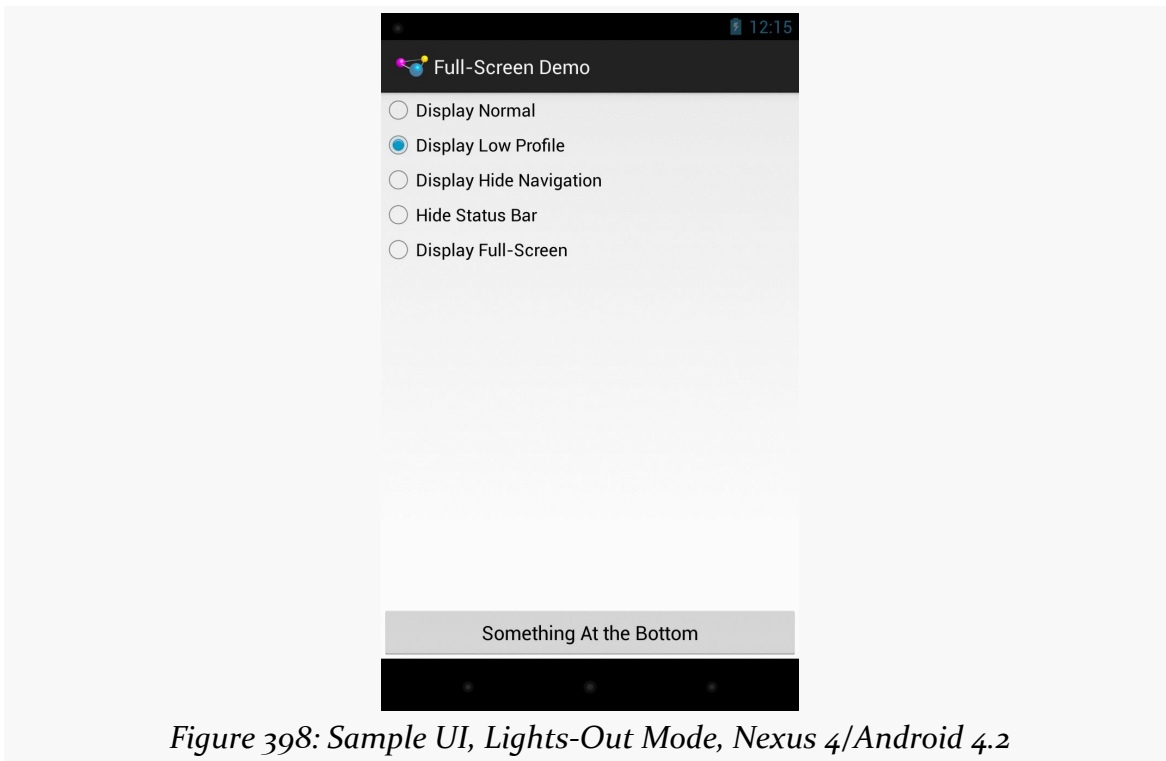 12:15
Full-Screen Demo
Display Normal
Display Low Profile
Display Hide Navigation
Hide Status Bar
Display Full-Screen
Something At the Bottom
Figure 398: Sample UI, Lights-Out Mode, Nexus 4/Android 4.2